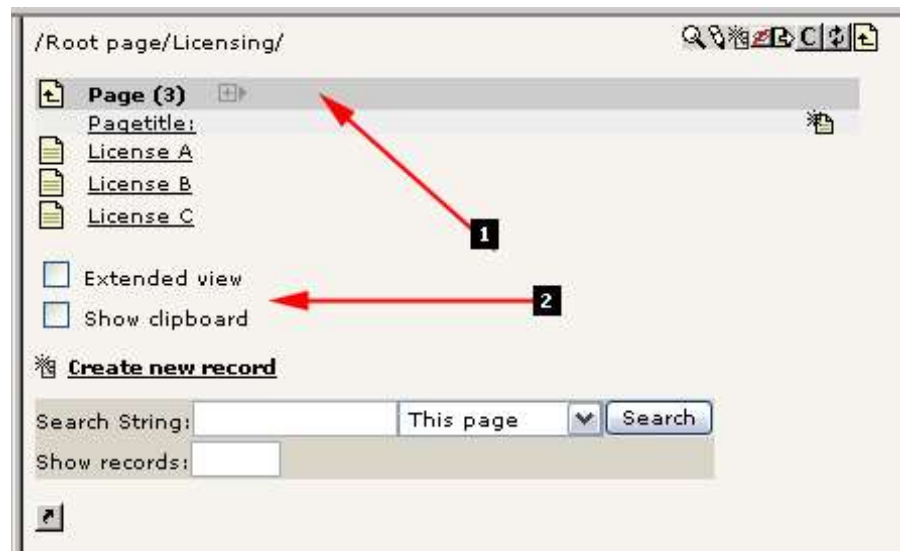 /Root page/Licensing/ C
Page (3)
Pagetitle:
License A
License B
License C
1
Extended view
2
Show clipboard
Create new record
Search String: This page Search
Show records: